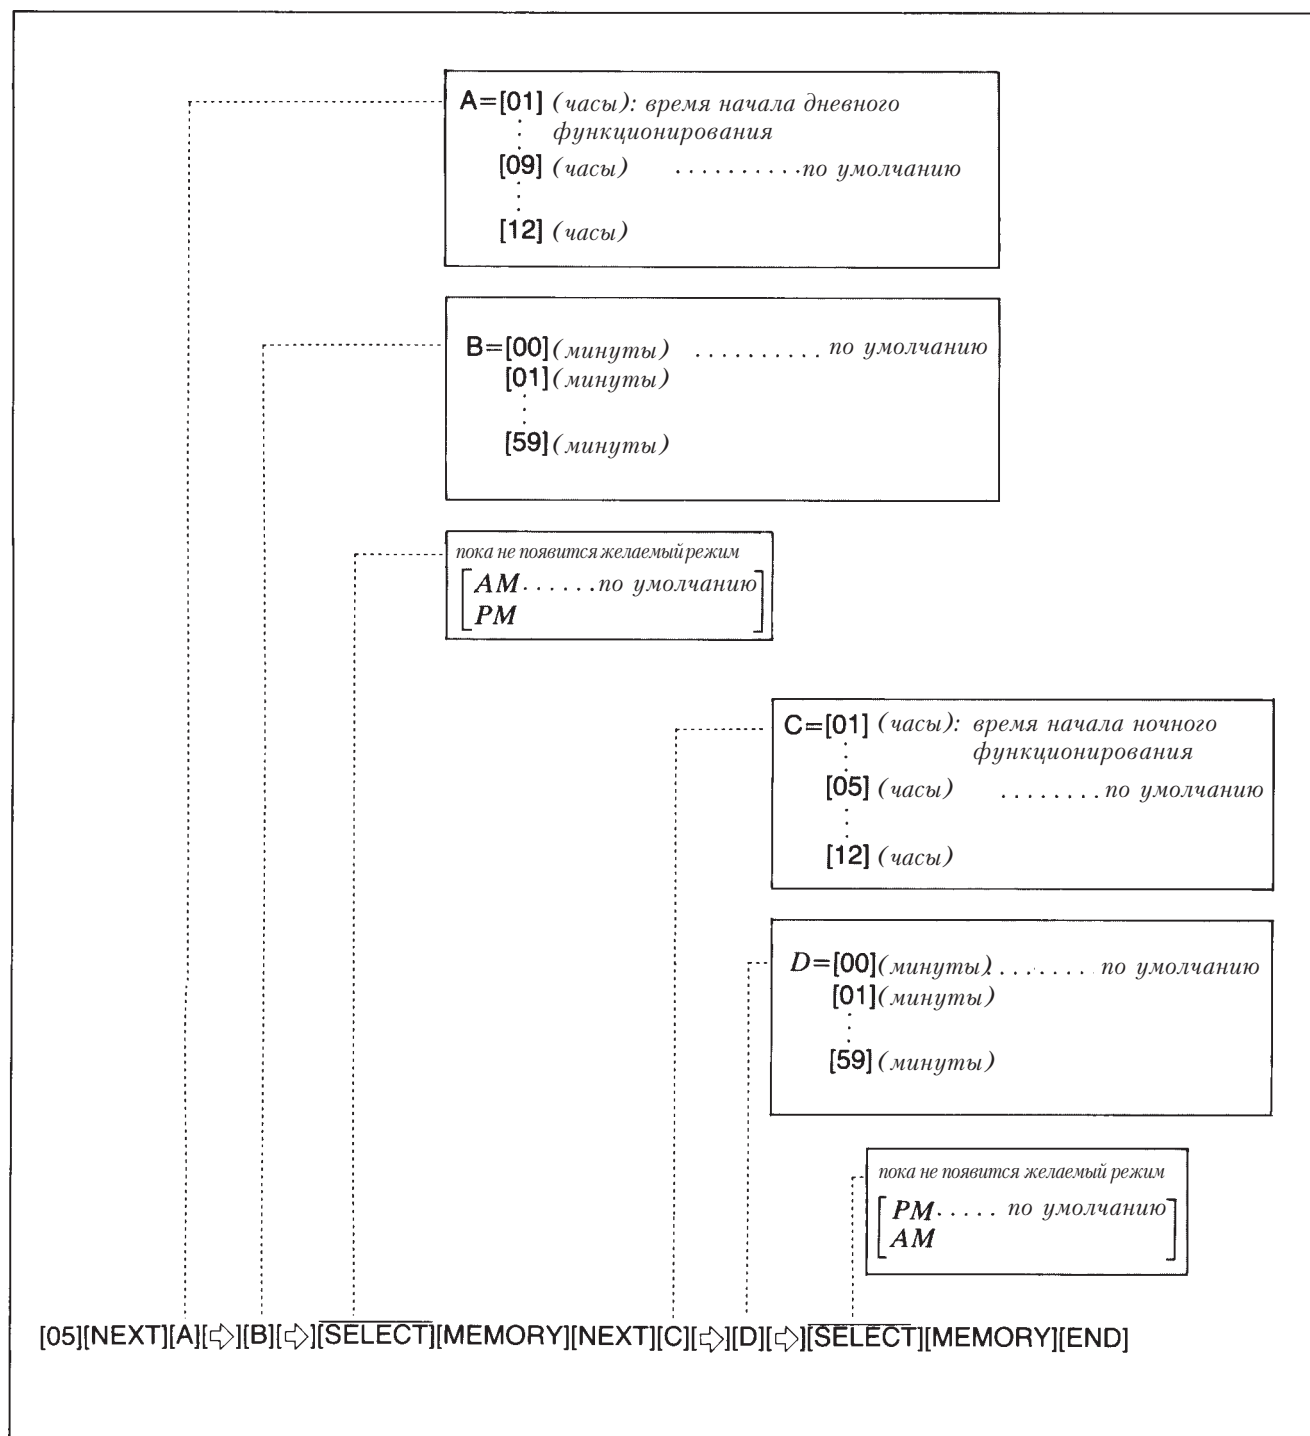 A=[01] (часы): время начала дневного
функционирования
[09] (часы) ..........по умолчанию
[12] (часы)
B=[00](минуты) .......... по умолчанию
[01](минуты)
[59](минуты)
пока не появится желаемый режим
AM......по умолчанию
PM
C=[01] (часы): время начала ночного
функционирования
[05] (часы) ........по умолчанию
[12] (часы)
D=[00](минуты)........ по умолчанию
[01](минуты)
[59](минуты)
пока не появится желаемый режим
PM..... по умолчанию
AM
[05][NEXT][A][⇨][B][⇨][SELECT][MEMORY][NEXT][C][⇨][D][⇨][SELECT][MEMORY][END]